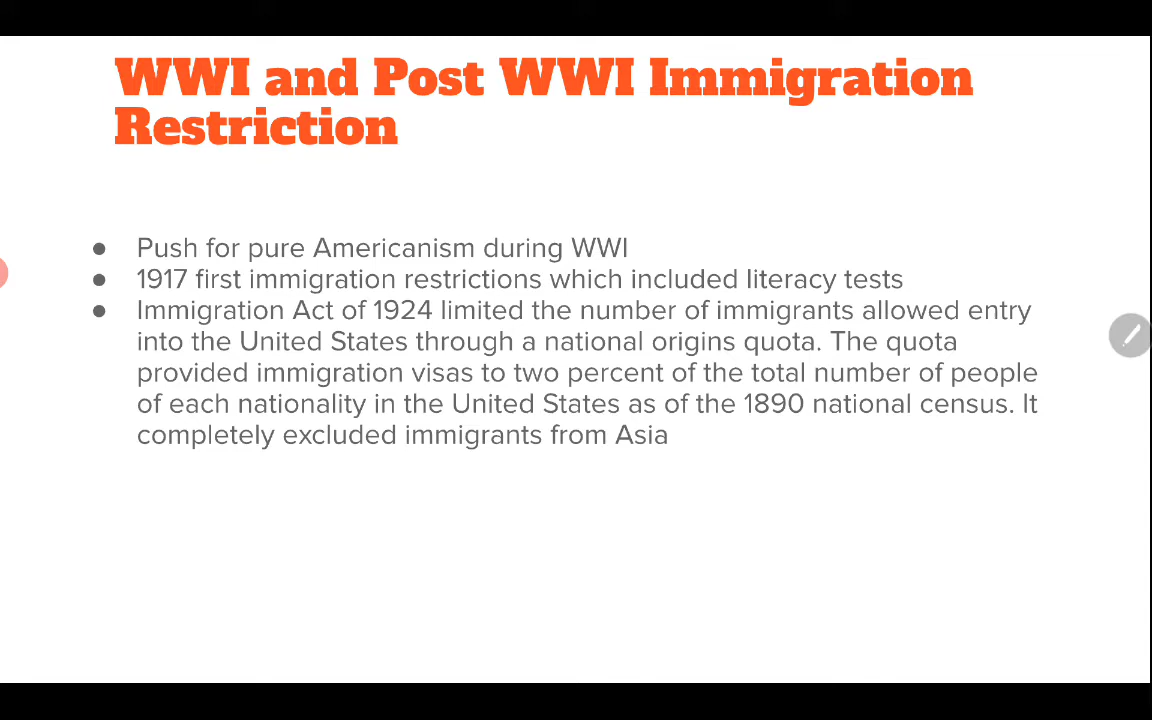 WWI and Post WWI Immigration
Restriction
● Push for pure Americanism during WWI
● 1917 first immigration restrictions which included literacy tests
● Immigration Act of 1924 limited the number of immigrants allowed entry
into the United States through a national origins quota. The quota
provided immigration visas to two percent of the total number of people
of each nationality in the United States as of the 1890 national census. It
completely excluded immigrants from Asia